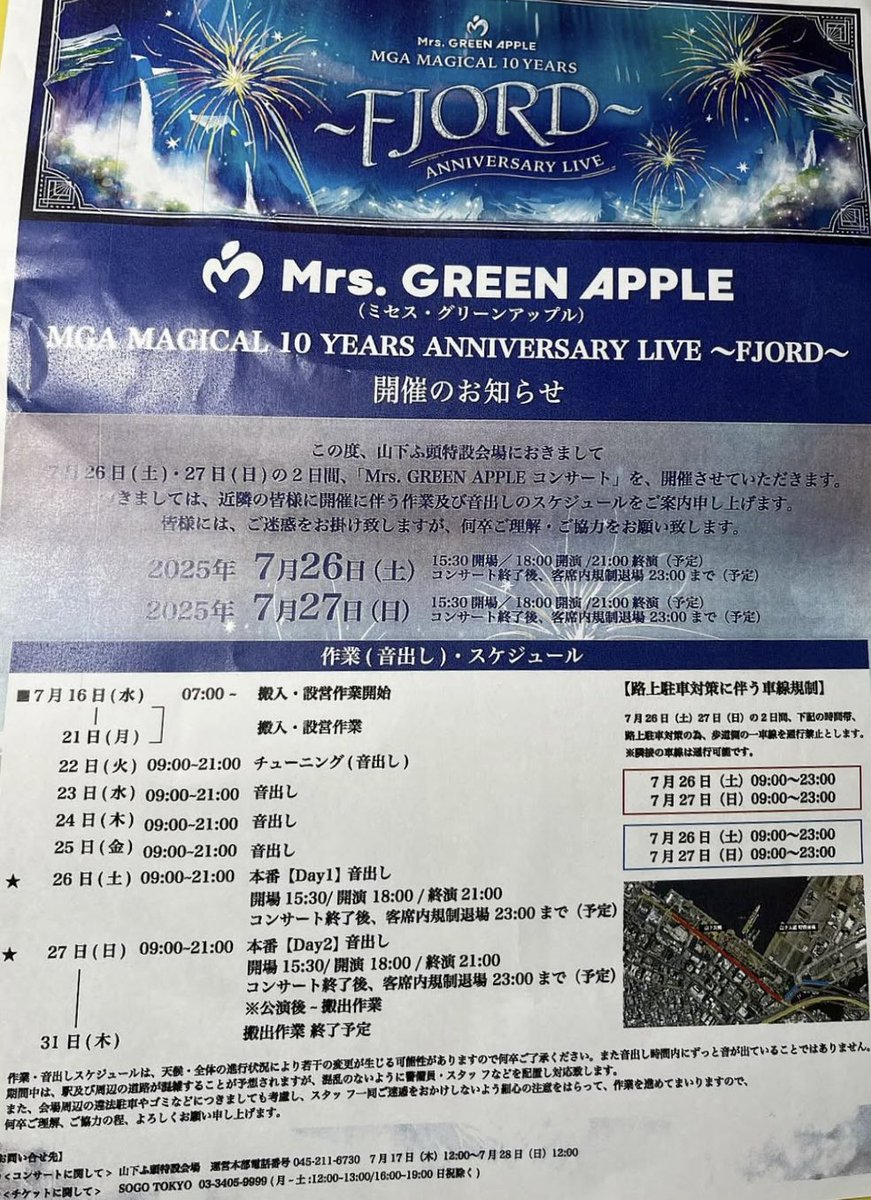 Mrs. GREEN APPLE
MGA MAGICAL 10 YEARS
~FJORD~
ANNIVERSARY LIVE
Mrs. GREEN APPLE
(ミセス・グリーンアップル)
MGA MAGICAL 10 YEARS ANNIVERSARY LIVE ～FJORD～
開催のお知らせ
この度、山下ふ頭特設会場におきまして
7月26日(土)・27日(日)の2日間、「Mrs. GREEN APPLE コンサート」を、開催させていただきます。
きましては、近隣の皆様に開催に伴う作業及び音出しのスケジュールをご案内申し上げます。
皆様には、ご迷惑をお掛け致しますが、何卒ご理解・ご協力をお願い致します。
2025年 7月26日(土) 15:30 開場／ 18:00 開演 /21:00 終演（予定）
コンサート終了後、客席内規制退場 23:00 まで（予定）
2025年 7月27日(日) 15:30 開場／ 18:00 開演 /21:00 終演（予定）
コンサート終了後、客席内規制退場 23:00 まで（予定）
作業(音出し)・スケジュール
■7月16日(水) 07:00~ 搬入・設営作業開始
21日(月) 搬入・設営作業
22日(火) 09:00~21:00 チューニング(音出し)
23日(水) 09:00~21:00 音出し
24日(木) 09:00~21:00 音出し
25日(金) 09:00~21:00 音出し
★ 26日(土) 09:00~21:00 本番【Day1】音出し
開場 15:30/ 開演 18:00 / 終演 21:00
コンサート終了後、客席内規制退場 23:00 まで（予定）
★ 27日(日) 09:00~21:00 本番【Day2】音出し
開場 15:30/ 開演 18:00 / 終演 21:00
コンサート終了後、客席内規制退場 23:00 まで（予定）
※公演後~搬出作業
31日(木) 搬出作業 終了予定
【路上駐車対策に伴う車線規制】
7月26日（土）27日（日）の2日間、下記の時間帯、
路上駐車対策の為、歩道側の一車線を通行禁止とします。
※隣接の車線は通行可能です。
7月26日（土）09:00～23:00
7月27日（日）09:00～23:00
7月26日（土）09:00～23:00
7月27日（日）09:00～23:00
山下公園
作業・音出しスケジュールは、天候・全体の進行状況により若干の変更が生じる可能性がありますので何卒ご了承ください。また音出し時間内にずっと音が出ていることではありません。
期間中は、駅及び周辺の道路が混雑することが予想されますが、混乱のないように警備員・スタッフなどを配置し対応致します。
また、会場周辺の違法駐車やゴミなどにつきましても考慮し、スタッフ一同ご迷惑をおかけしないよう細心の注意をはらって、作業を進めてまいりますので、
何卒ご理解、ご協力の程、よろしくお願い申し上げます。
お問い合せ先】
<コンサートに関して> 山下ふ頭特設会場 運営本部電話番号 045-211-6730 7月17日（木）12:00～7月28日（日）12:00
<チケットに関して> SOGO TOKYO 03-3405-9999 (月~土:12:00-13:00/16:00~19:00 日祝除く)